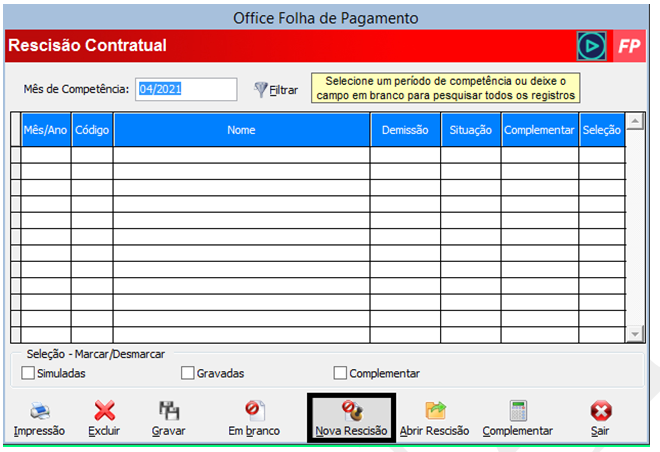 Office Folha de Pagamento
Rescisão Contratual
FP
Mês de Competência: 04/2021 Filtrar
Selecione um período de competência ou deixe o
campo em branco para pesquisar todos os registros
Mês/Ano Código Nome Demissão Situação Complementar Seleção
Seleção - Marcar/Desmarcar
Simuladas Gravadas Complementar
Impressão Excluir Gravar Em branco Nova Rescisão Abrir Rescisão Complementar Sair